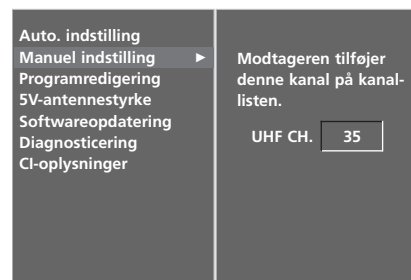 Auto. indstilling
Manuel indstilling ►
Programredigering
5V-antennestyrke
Softwareopdatering
Diagnosticering
CI-oplysninger
Modtageren tilføjer
denne kanal på kanal-
listen.
UHF CH. 35